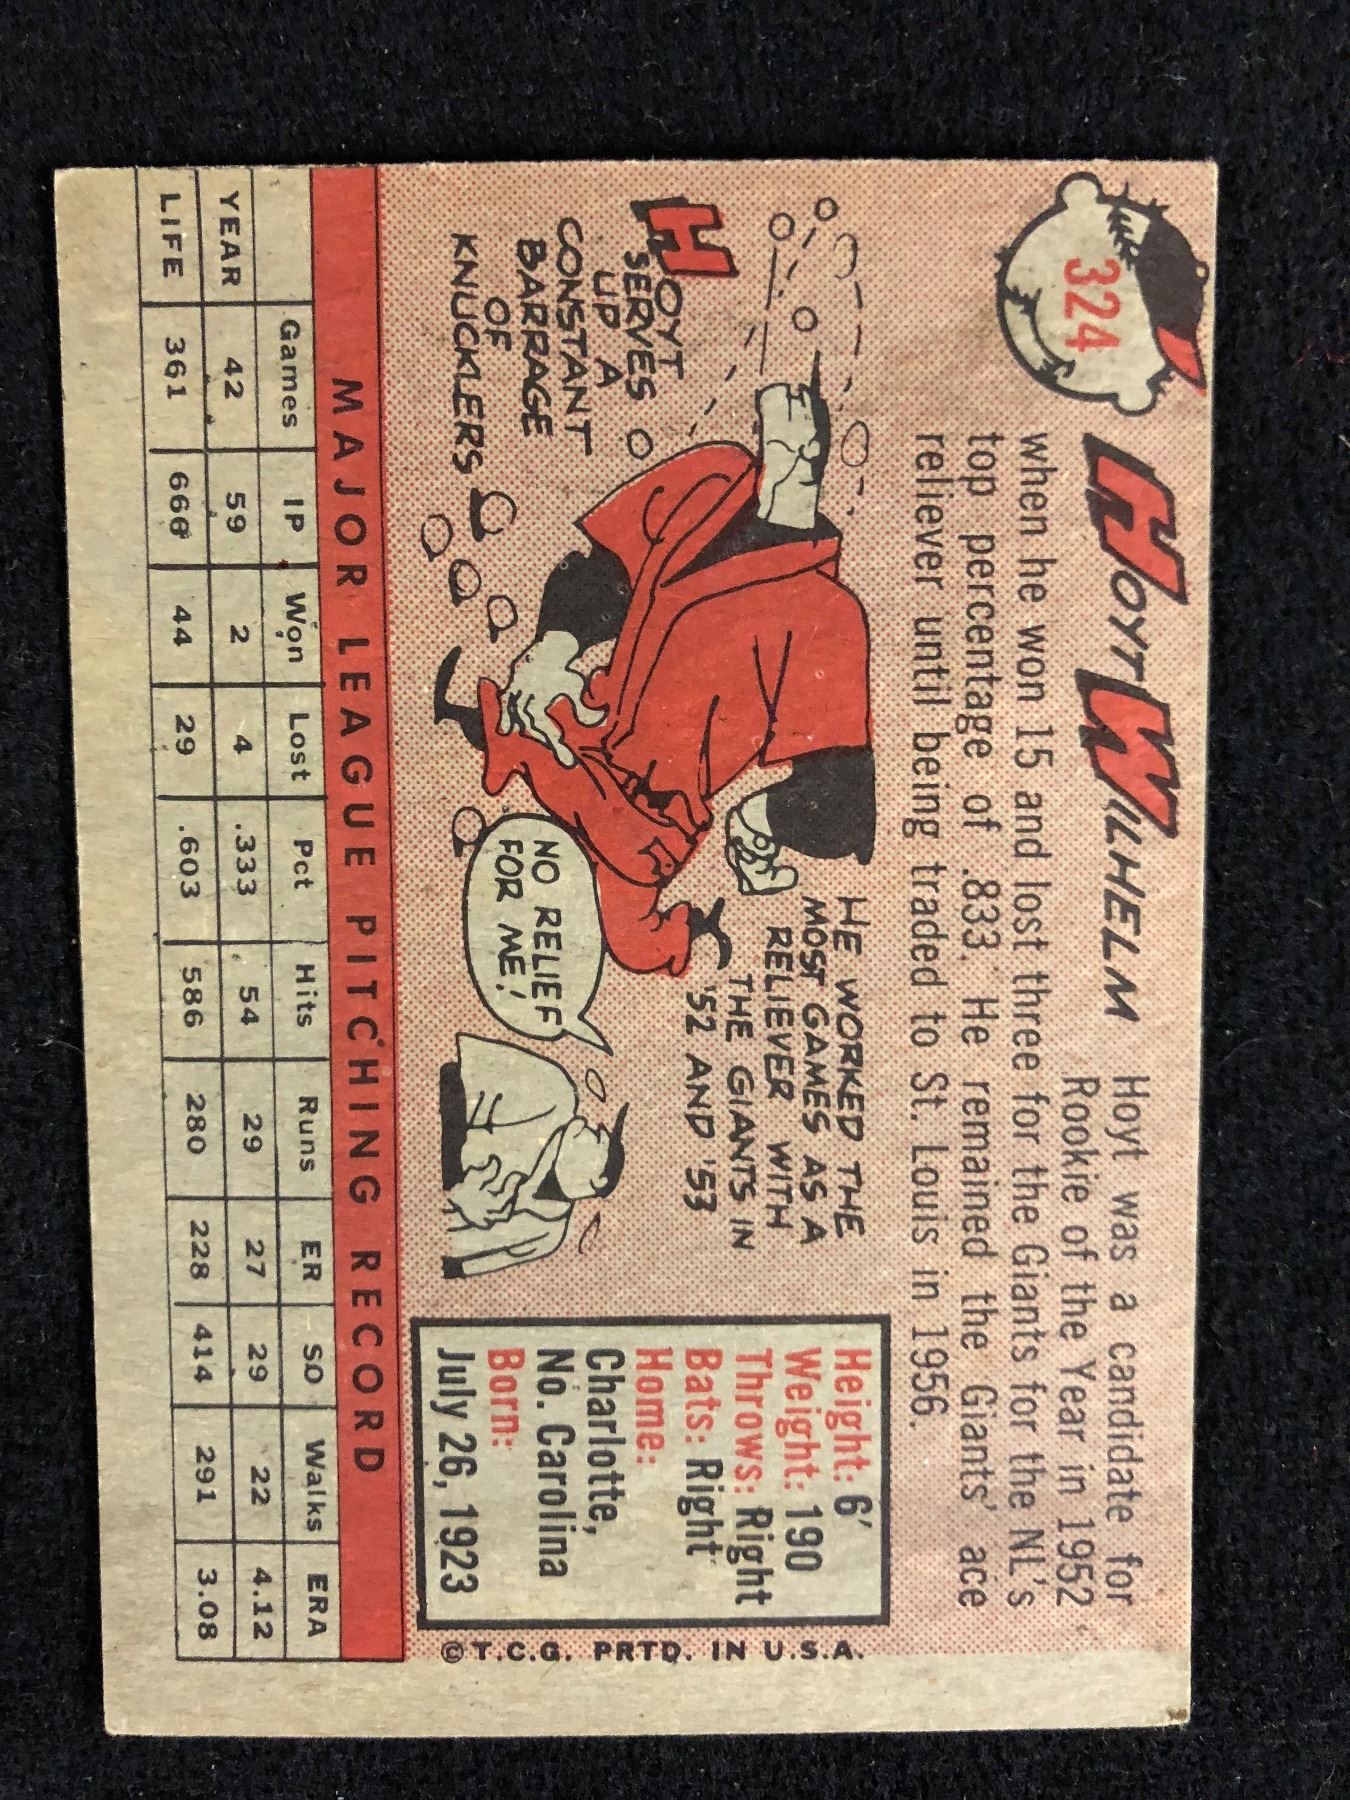 324
HOYT WILHELM
Hoyt was a candidate for
Rookie of the Year in 1952
when he won 15 and lost three for the Giants for the NL's
top percentage of .833. He remained the Giants' ace
reliever until being traded to St. Louis in 1956.
HOYT
SERVES
UP A
CONSTANT
BARRAGE
OF
KNUCKLERS
HE WORKED THE
MOST GAMES AS A
RELIEVER WITH
THE GIANTS IN
'52 AND '53
NO RELIEF
FOR ME!
Height: 6'
Weight: 190
Throws: Right
Bats: Right
Home:
Charlotte,
No. Carolina
Born:
July 26, 1923
© T.C.G. PRTD. IN U.S.A.
MAJOR LEAGUE PITCHING RECORD
Games IP Won Lost Pct Hits Runs ER SO Walks ERA
YEAR 42 59 2 4 .333 54 29 27 29 22 4.12
LIFE 361 666 44 29 .603 586 280 228 414 291 3.08